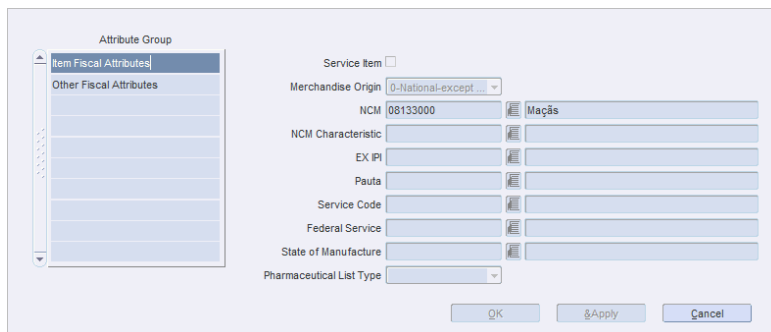 Attribute Group
Item Fiscal Attributes
Other Fiscal Attributes
Service Item
Merchandise Origin 0-National-except ...
NCM 08133000 Maçãs
NCM Characteristic
EX IPI
Pauta
Service Code
Federal Service
State of Manufacture
Pharmaceutical List Type
OK &Apply Cancel